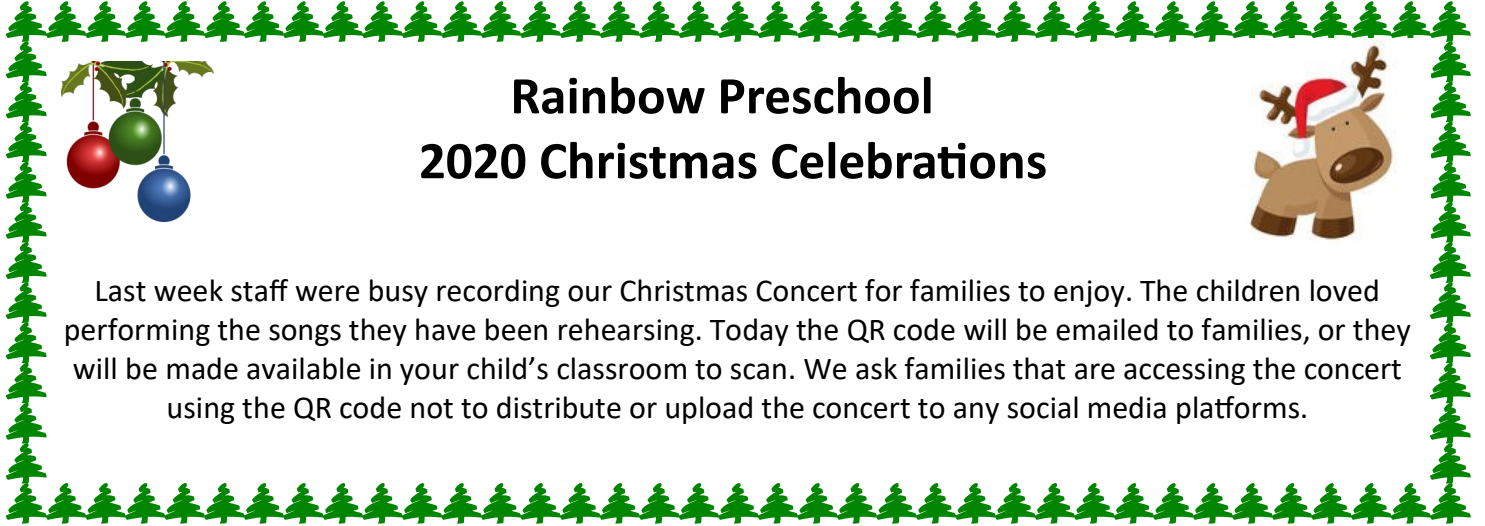 Rainbow Preschool
2020 Christmas Celebrations
Last week staff were busy recording our Christmas Concert for families to enjoy. The children loved
performing the songs they have been rehearsing. Today the QR code will be emailed to families, or they
will be made available in your child’s classroom to scan. We ask families that are accessing the concert
using the QR code not to distribute or upload the concert to any social media platforms.